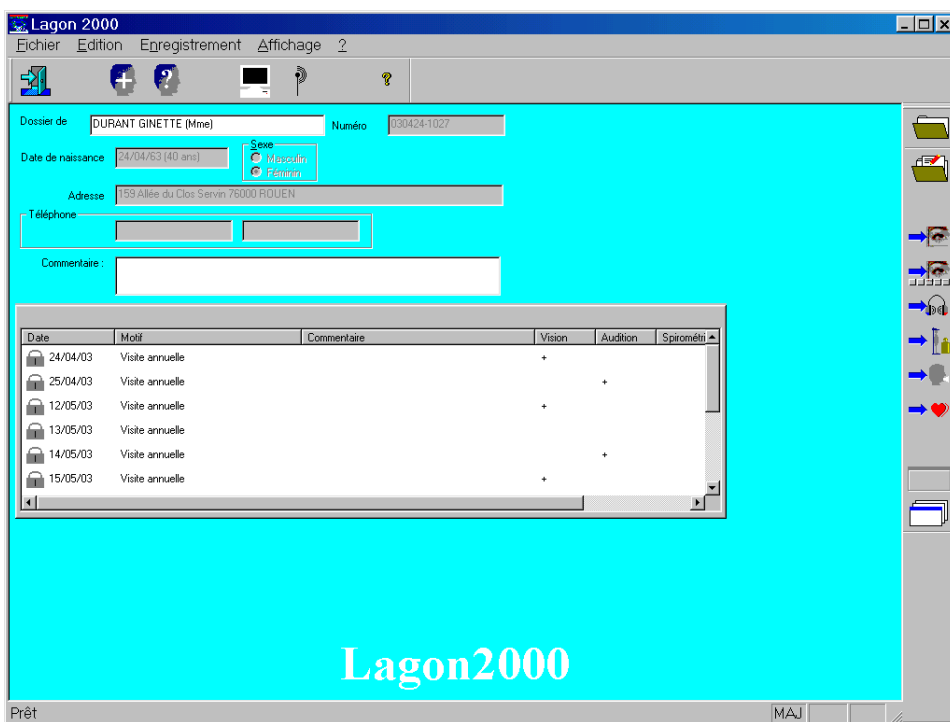 Lagon 2000
Fichier Edition Enregistrement Affichage ?
Dossier de DURANT GINETTE (Mme) Numéro 030424-1027
Date de naissance 24/04/63 (40 ans) Sexe
Masculin
Féminin
Adresse 159 Allée du Clos Servin 76000 ROUEN
Téléphone
Commentaire :
Date Motif Commentaire Vision Audition Spirométri
24/04/03 Visite annuelle +
25/04/03 Visite annuelle +
12/05/03 Visite annuelle +
13/05/03 Visite annuelle
14/05/03 Visite annuelle +
15/05/03 Visite annuelle +
Lagon2000
Prêt MAJ